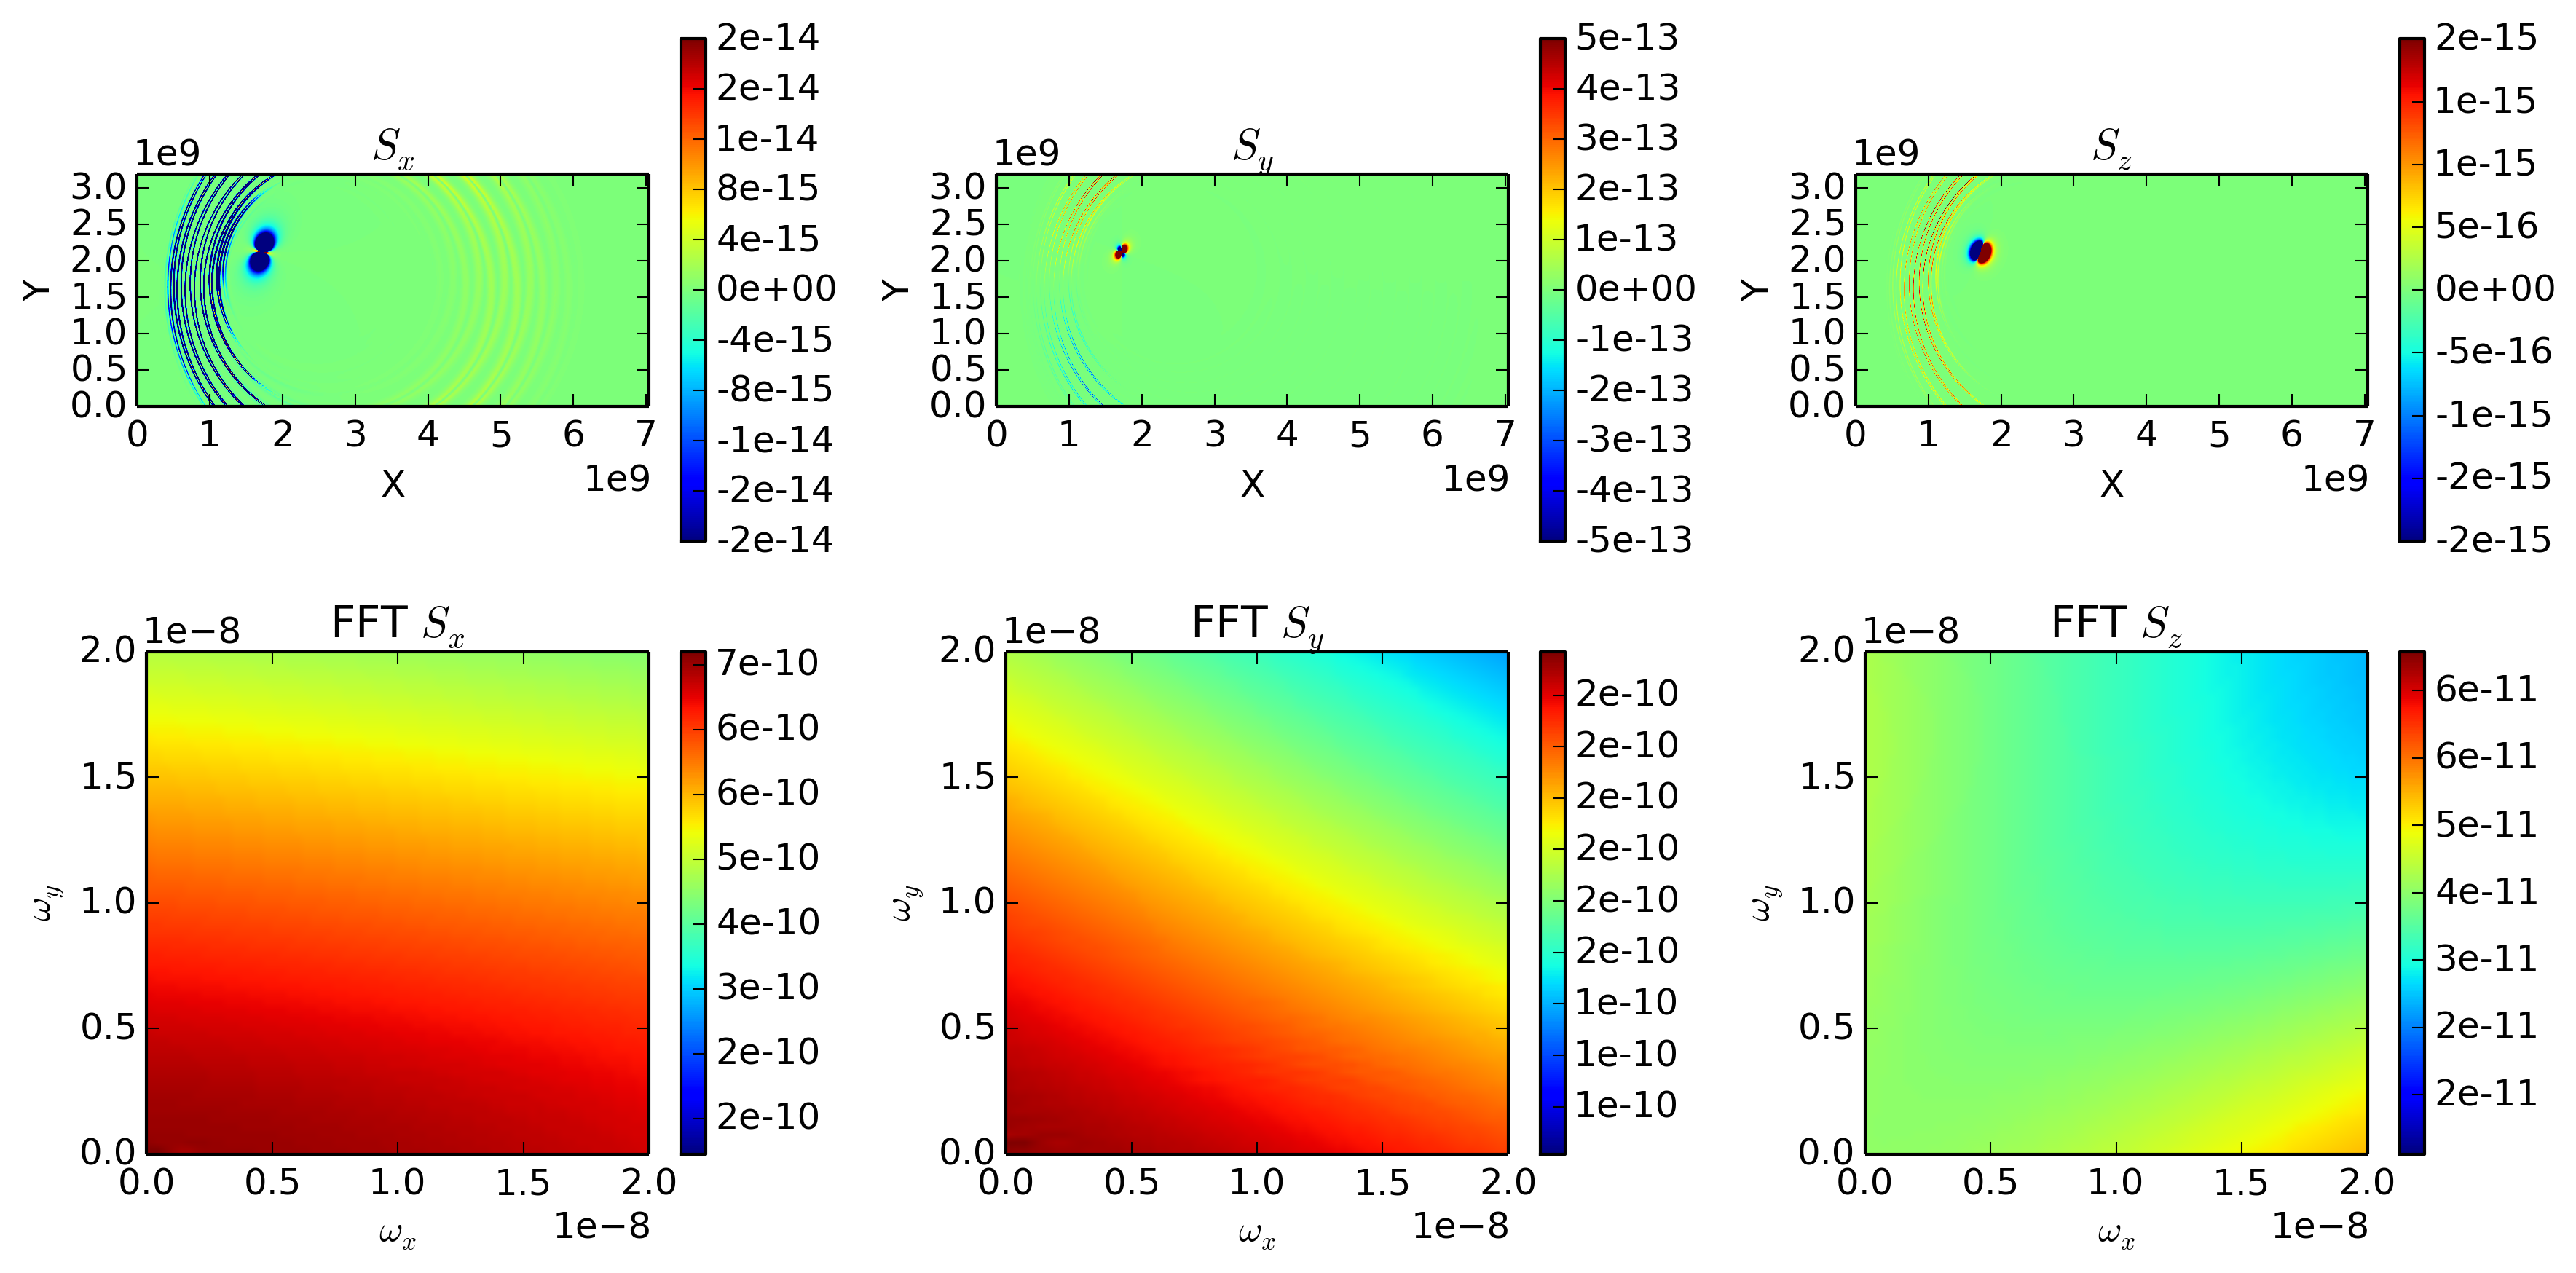 S_x
1e9
Y
3.0
2.5
2.0
1.5
1.0
0.5
0.0
0 1 2 3 4 5 6 7
X
1e9
2e-14
2e-14
1e-14
8e-15
4e-15
0e+00
-4e-15
-8e-15
-1e-14
-2e-14
-2e-14
S_y
1e9
Y
3.0
2.5
2.0
1.5
1.0
0.5
0.0
0 1 2 3 4 5 6 7
X
1e9
5e-13
4e-13
3e-13
2e-13
1e-13
0e+00
-1e-13
-2e-13
-3e-13
-4e-13
-5e-13
S_z
1e9
Y
3.0
2.5
2.0
1.5
1.0
0.5
0.0
0 1 2 3 4 5 6 7
X
1e9
2e-15
1e-15
1e-15
5e-16
0e+00
-5e-16
-1e-15
-2e-15
-2e-15
FFT S_x
1e−8
ω_y
2.0
1.5
1.0
0.5
0.0
0.0 0.5 1.0 1.5 2.0
ω_x
1e−8
7e-10
6e-10
6e-10
5e-10
4e-10
3e-10
2e-10
2e-10
FFT S_y
1e−8
ω_y
2.0
1.5
1.0
0.5
0.0
0.0 0.5 1.0 1.5 2.0
ω_x
1e−8
2e-10
2e-10
2e-10
2e-10
2e-10
2e-10
1e-10
1e-10
1e-10
FFT S_z
1e−8
ω_y
2.0
1.5
1.0
0.5
0.0
0.0 0.5 1.0 1.5 2.0
ω_x
1e−8
6e-11
6e-11
5e-11
4e-11
3e-11
2e-11
2e-11